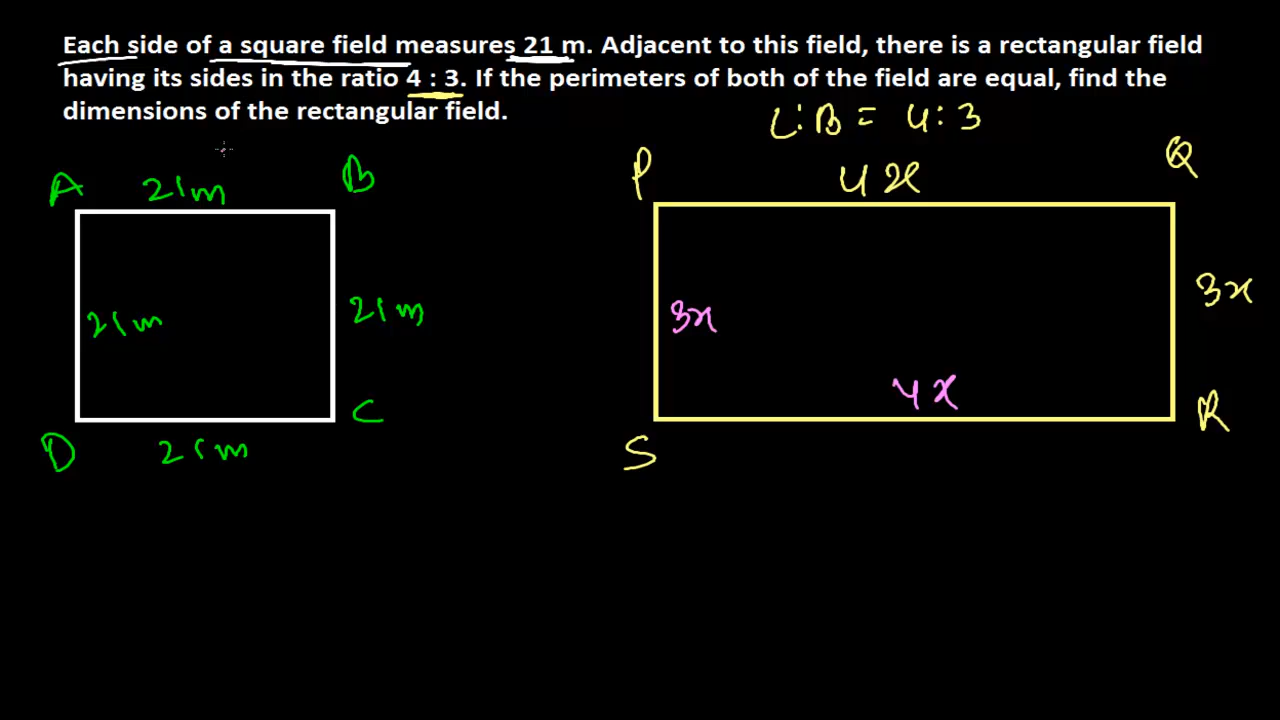 Each side of a square field measures 21 m. Adjacent to this field, there is a rectangular field
having its sides in the ratio 4 : 3. If the perimeters of both of the field are equal, find the
dimensions of the rectangular field.
L:B = 4:3
A 21m B
P 4x Q
21m
21m
3x
3x
4x
D 21m C
S R